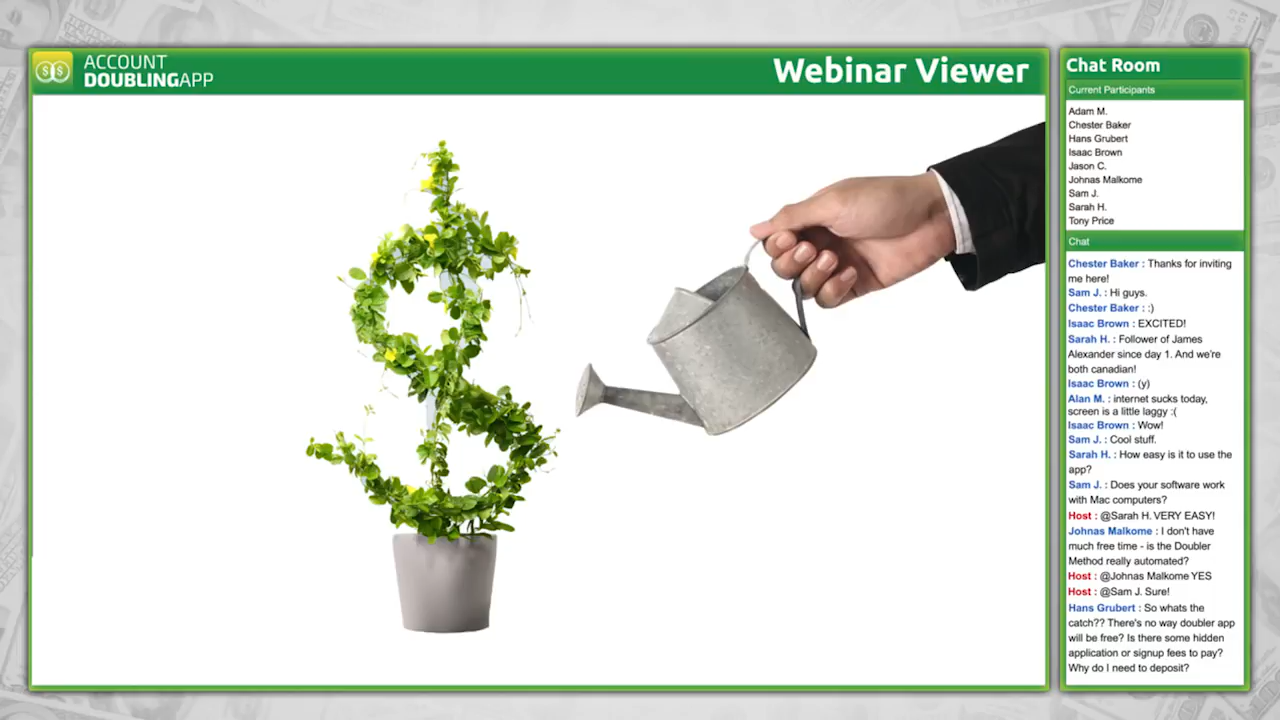 ACCOUNT
DOUBLINGAPP
Webinar Viewer
Chat Room
Current Participants
Adam M.
Chester Baker
Hans Grubert
Isaac Brown
Jason C.
Johnas Malkome
Sam J.
Sarah H.
Tony Price
Chat
Chester Baker : Thanks for inviting
me here!
Sam J. : Hi guys.
Chester Baker : :)
Isaac Brown : EXCITED!
Sarah H. : Follower of James
Alexander since day 1. And we're
both canadian!
Isaac Brown : (y)
Alan M. : internet sucks today,
screen is a little laggy :(
Isaac Brown : Wow!
Sam J. : Cool stuff.
Sarah H. : How easy is it to use the
app?
Sam J. : Does your software work
with Mac computers?
Host : @Sarah H. VERY EASY!
Johnas Malkome : I don't have
much free time - is the Doubler
Method really automated?
Host : @Johnas Malkome YES
Host : @Sam J. Sure!
Hans Grubert : So whats the
catch?? There's no way doubler app
will be free? Is there some hidden
application or signup fees to pay?
Why do I need to deposit?